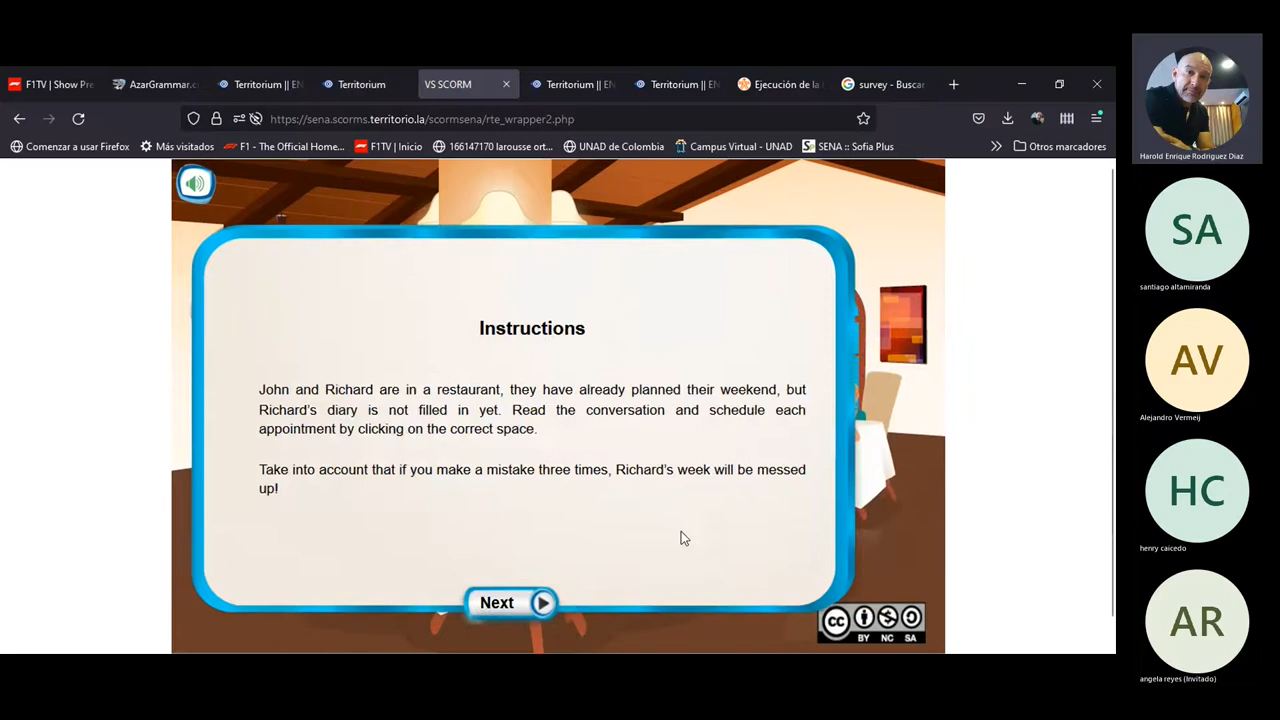 F1TV | Show Pre
AzarGrammar.c
Territorium || EN
Territorium
VS SCORM
Territorium || EN
Territorium || EN
Ejecución de la
survey - Buscar
https://sena.scorms.territorio.la/scormsena/rte_wrapper2.php
Comenzar a usar Firefox
Más visitados
F1 - The Official Home...
F1TV | Inicio
166147170 larousse ort...
UNAD de Colombia
Campus Virtual - UNAD
SENA :: Sofia Plus
Otros marcadores
Instructions
John and Richard are in a restaurant, they have already planned their weekend, but
Richard's diary is not filled in yet. Read the conversation and schedule each
appointment by clicking on the correct space.
Take into account that if you make a mistake three times, Richard's week will be messed
up!
Next
cc
BY NC SA
Harold Enrique Rodriguez Diaz
SA
santiago altamiranda
AV
Alejandro Vermeij
HC
henry caicedo
AR
angela reyes (Invitado)